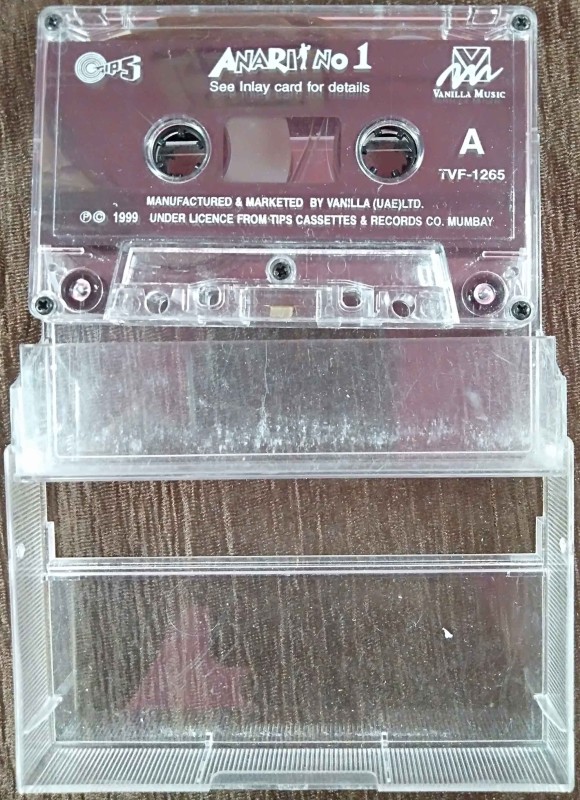 TIPS
ANARII NO 1
See Inlay card for details
VANILLA MUSIC
A
TVF-1265
MANUFACTURED & MARKETED BY VANILLA (UAE)LTD.
℗© 1999 UNDER LICENCE FROM TIPS CASSETTES & RECORDS CO. MUMBAY